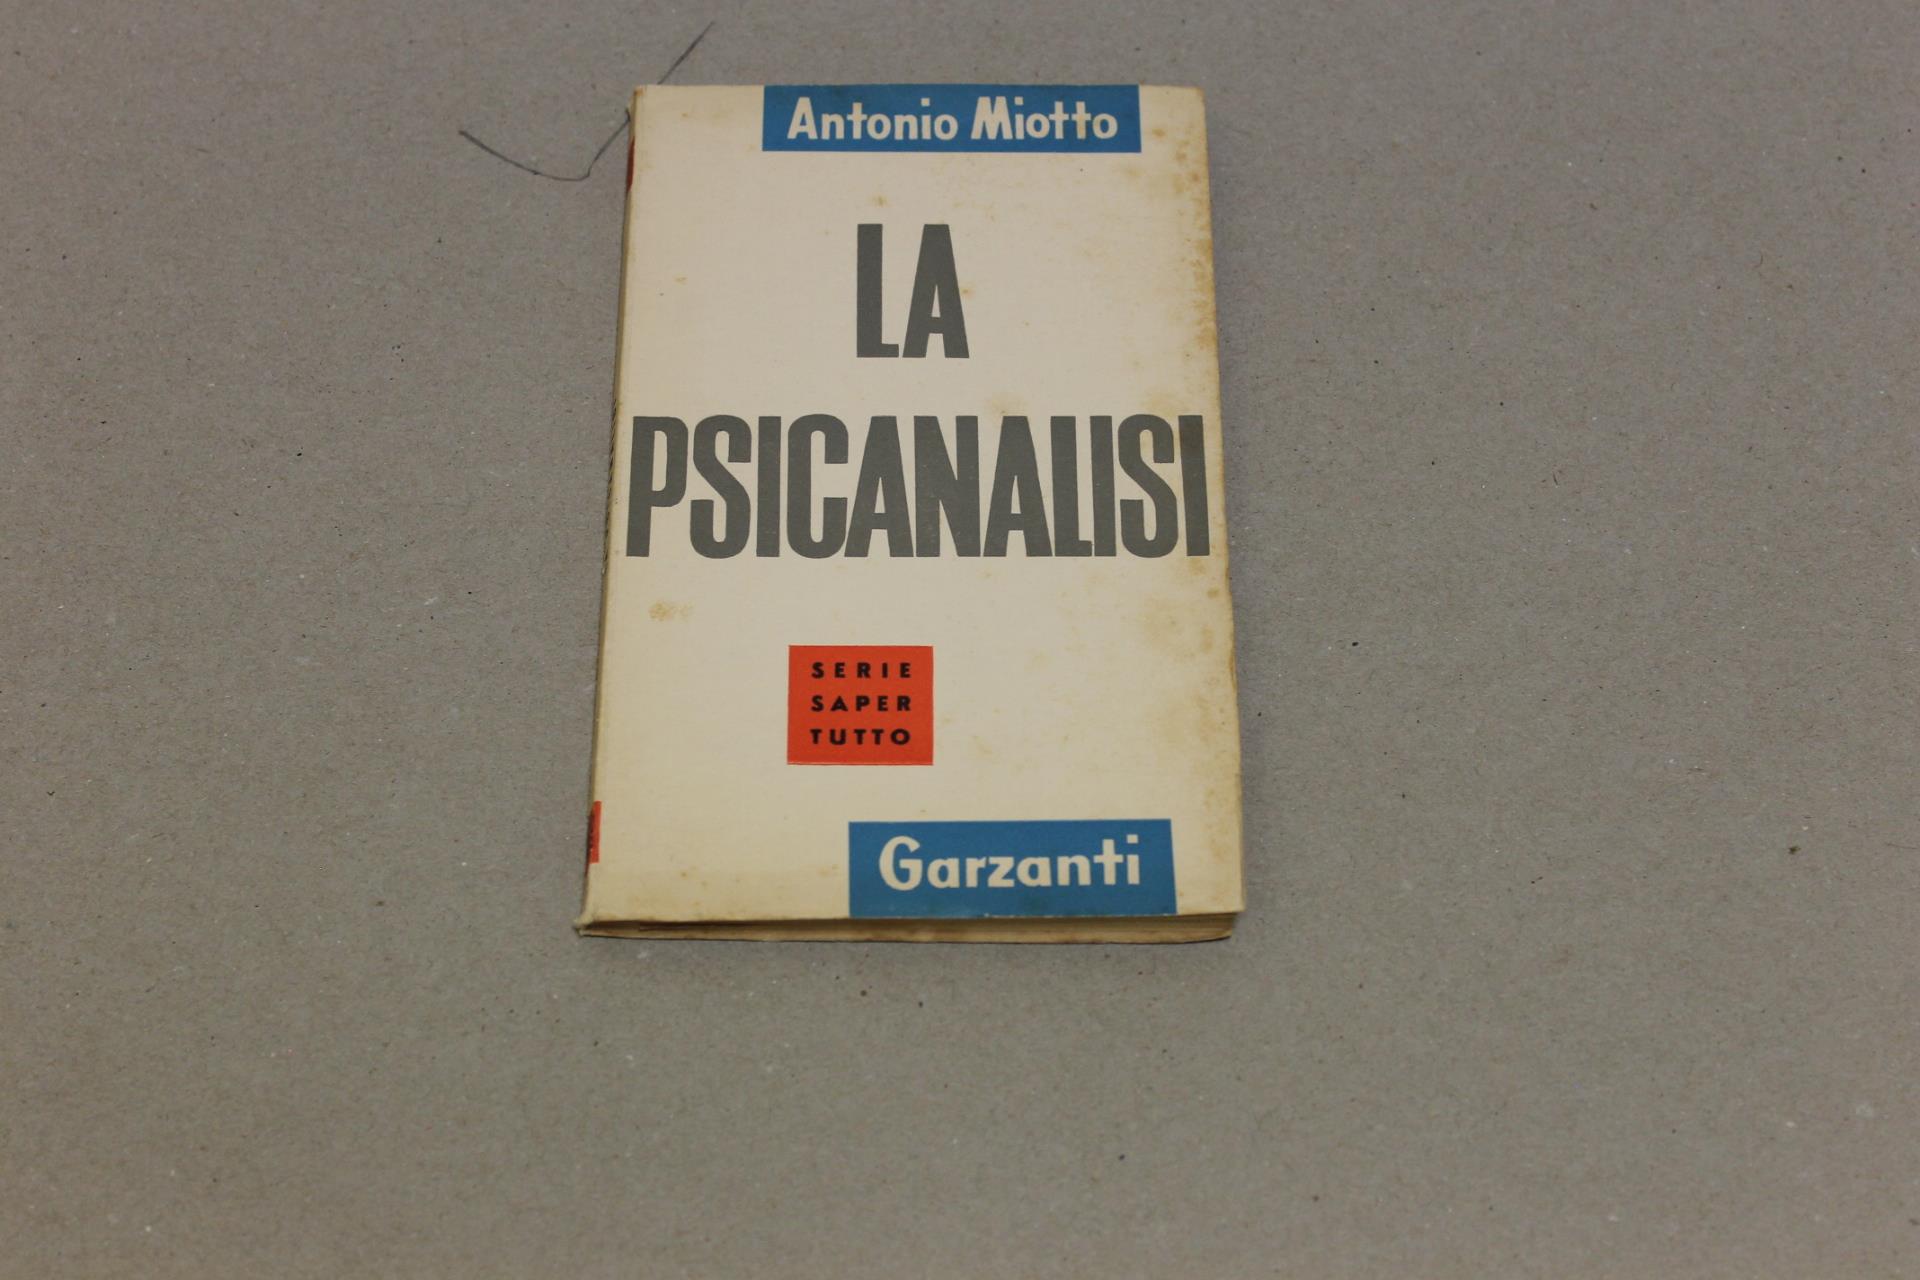 Antonio Miotto
LA
PSICANALISI
SERIE
SAPER
TUTTO
Garzanti